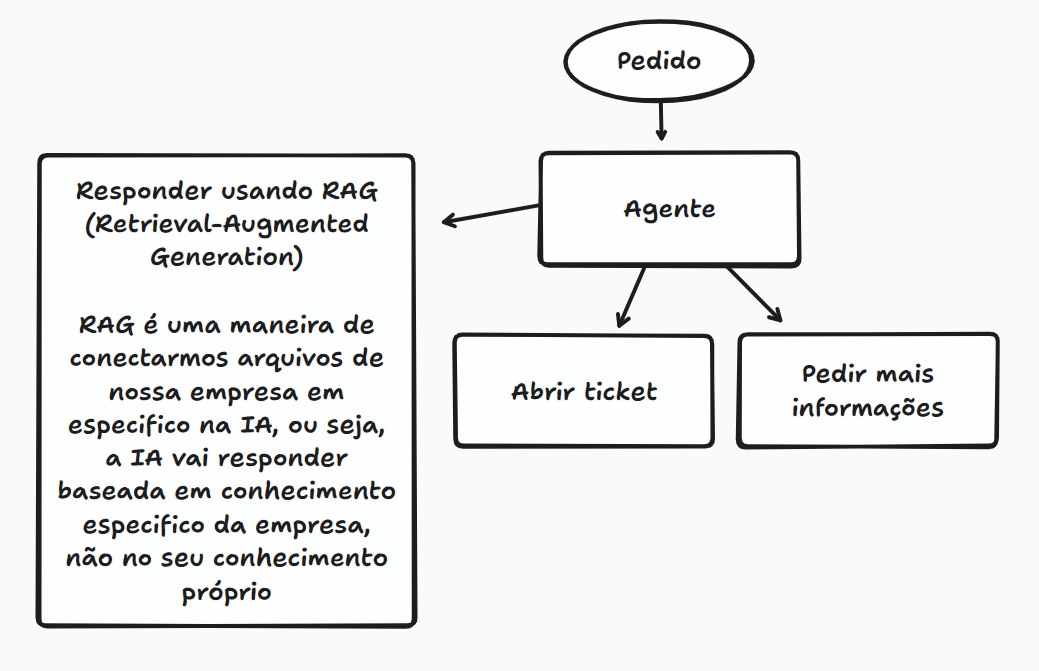 Pedido
Agente
Responder usando RAG
(Retrieval-Augmented
Generation)
RAG é uma maneira de
conectarmos arquivos de
nossa empresa em
especifico na IA, ou seja,
a IA vai responder
baseada em conhecimento
especifico da empresa,
não no seu conhecimento
próprio
Abrir ticket
Pedir mais
informações